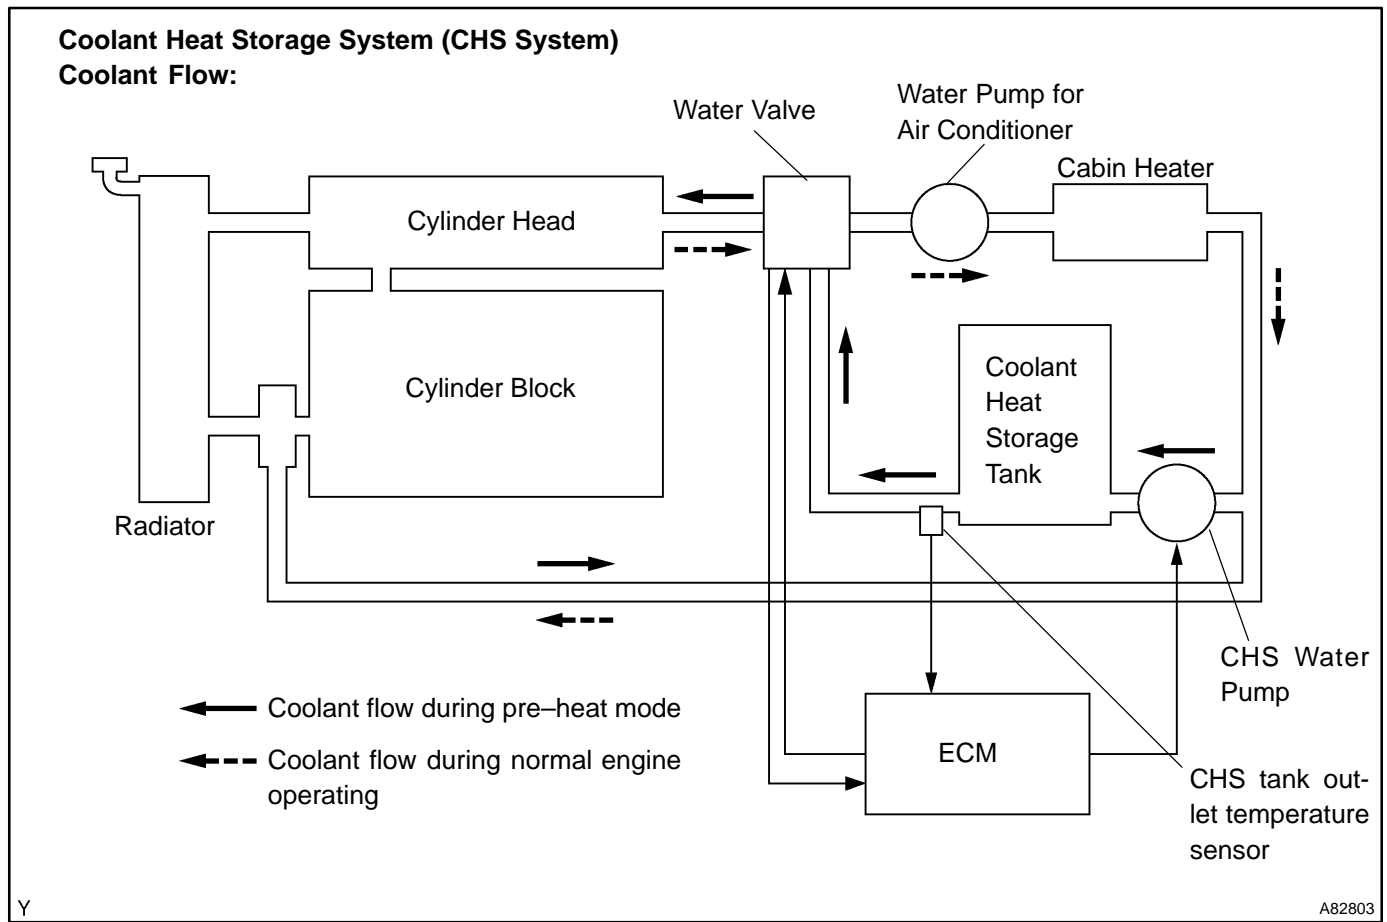 Coolant Heat Storage System (CHS System)
Coolant Flow:
Water Valve
Water Pump for
Air Conditioner
Cabin Heater
Cylinder Head
Cylinder Block
Coolant
Heat
Storage
Tank
Radiator
CHS Water
Pump
Coolant flow during pre–heat mode
Coolant flow during normal engine
operating
ECM
CHS tank out-
let temperature
sensor
Y
A82803